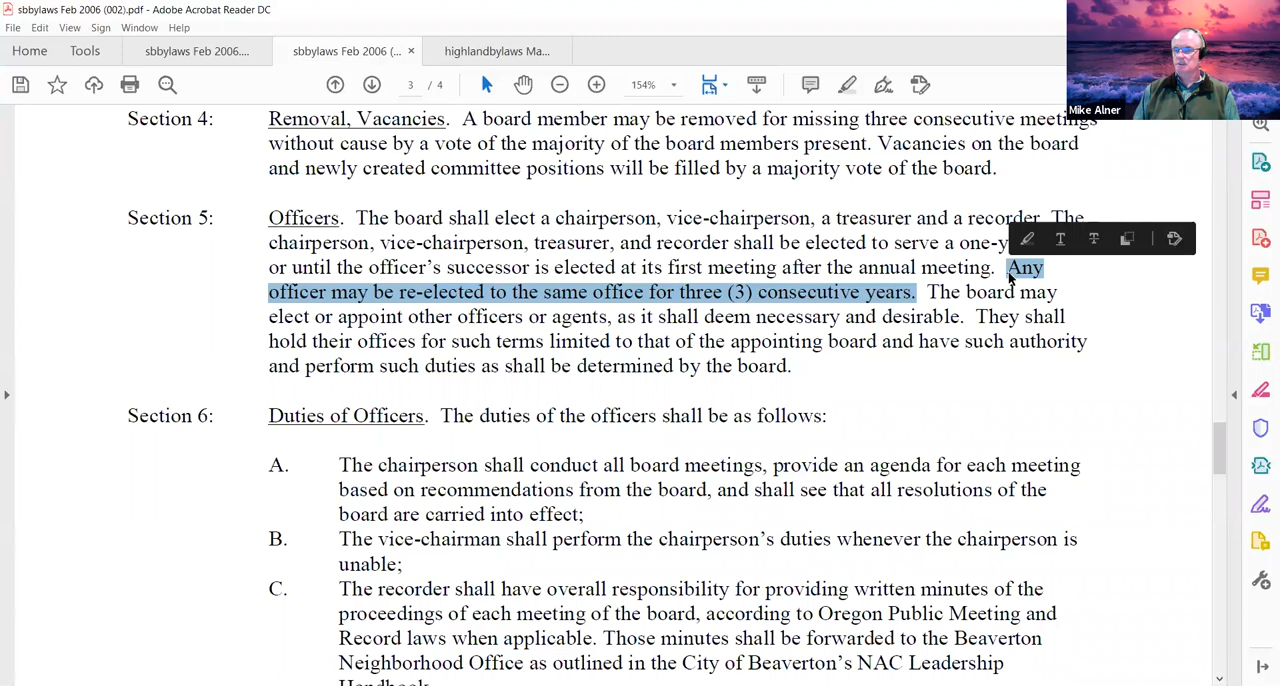 sbbylaws Feb 2006 (002).pdf - Adobe Acrobat Reader DC
File Edit View Sign Window Help
Home Tools sbbylaws Feb 2006.... sbbylaws Feb 2006 (... × highlandbylaws Ma...
3 / 4 154%
Mike Alner
Section 4: Removal, Vacancies. A board member may be removed for missing three consecutive meetings
without cause by a vote of the majority of the board members present. Vacancies on the board
and newly created committee positions will be filled by a majority vote of the board.
Section 5: Officers. The board shall elect a chairperson, vice-chairperson, a treasurer and a recorder. The
chairperson, vice-chairperson, treasurer, and recorder shall be elected to serve a one-y
or until the officer's successor is elected at its first meeting after the annual meeting. Any
officer may be re-elected to the same office for three (3) consecutive years. The board may
elect or appoint other officers or agents, as it shall deem necessary and desirable. They shall
hold their offices for such terms limited to that of the appointing board and have such authority
and perform such duties as shall be determined by the board.
Section 6: Duties of Officers. The duties of the officers shall be as follows:
A. The chairperson shall conduct all board meetings, provide an agenda for each meeting
based on recommendations from the board, and shall see that all resolutions of the
board are carried into effect;
B. The vice-chairman shall perform the chairperson's duties whenever the chairperson is
unable;
C. The recorder shall have overall responsibility for providing written minutes of the
proceedings of each meeting of the board, according to Oregon Public Meeting and
Record laws when applicable. Those minutes shall be forwarded to the Beaverton
Neighborhood Office as outlined in the City of Beaverton's NAC Leadership
Handbook